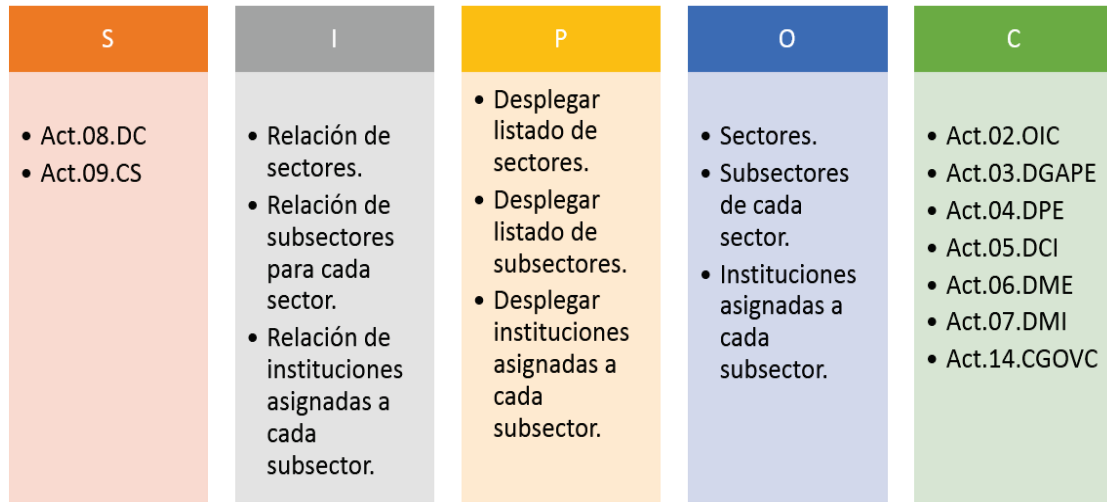 S
• Act.08.DC
• Act.09.CS
I
• Relación de
sectores.
• Relación de
subsectores
para cada
sector.
• Relación de
instituciones
asignadas a
cada
subsector.
P
• Desplegar
listado de
sectores.
• Desplegar
listado de
subsectores.
• Desplegar
instituciones
asignadas a
cada
subsector.
O
• Sectores.
• Subsectores
de cada
sector.
• Instituciones
asignadas a
cada
subsector.
C
• Act.02.OIC
• Act.03.DGAPE
• Act.04.DPE
• Act.05.DCI
• Act.06.DME
• Act.07.DMI
• Act.14.CGOVC